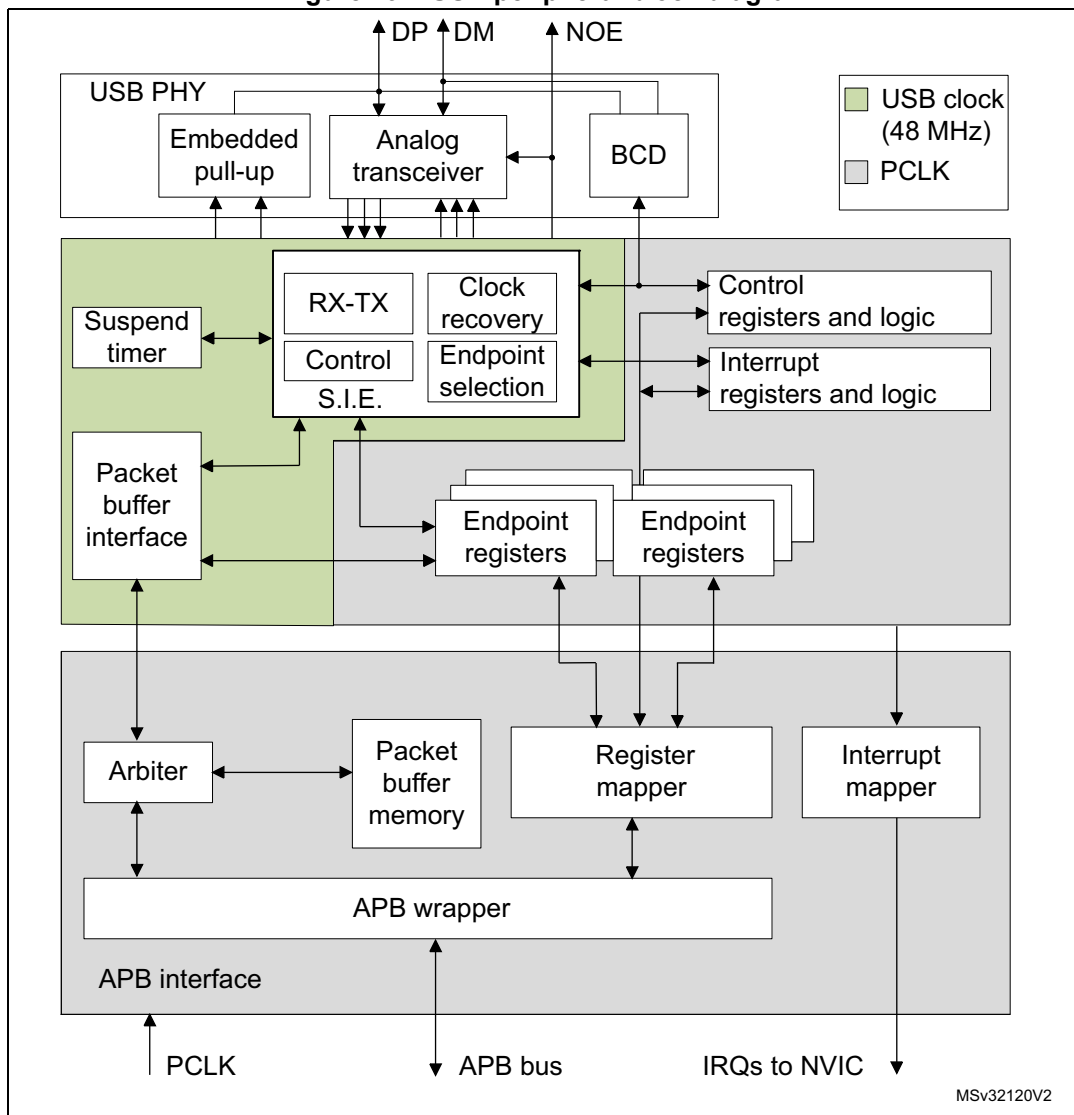 DP DM NOE
USB PHY
Embedded
pull-up
Analog
transceiver
BCD
USB clock
(48 MHz)
PCLK
Suspend
timer
RX-TX
Clock
recovery
Control
Endpoint
selection
S.I.E.
Control
registers and logic
Interrupt
registers and logic
Packet
buffer
interface
Endpoint
registers
Endpoint
registers
Arbiter
Packet
buffer
memory
Register
mapper
Interrupt
mapper
APB wrapper
APB interface
PCLK
APB bus
IRQs to NVIC
MSv32120V2